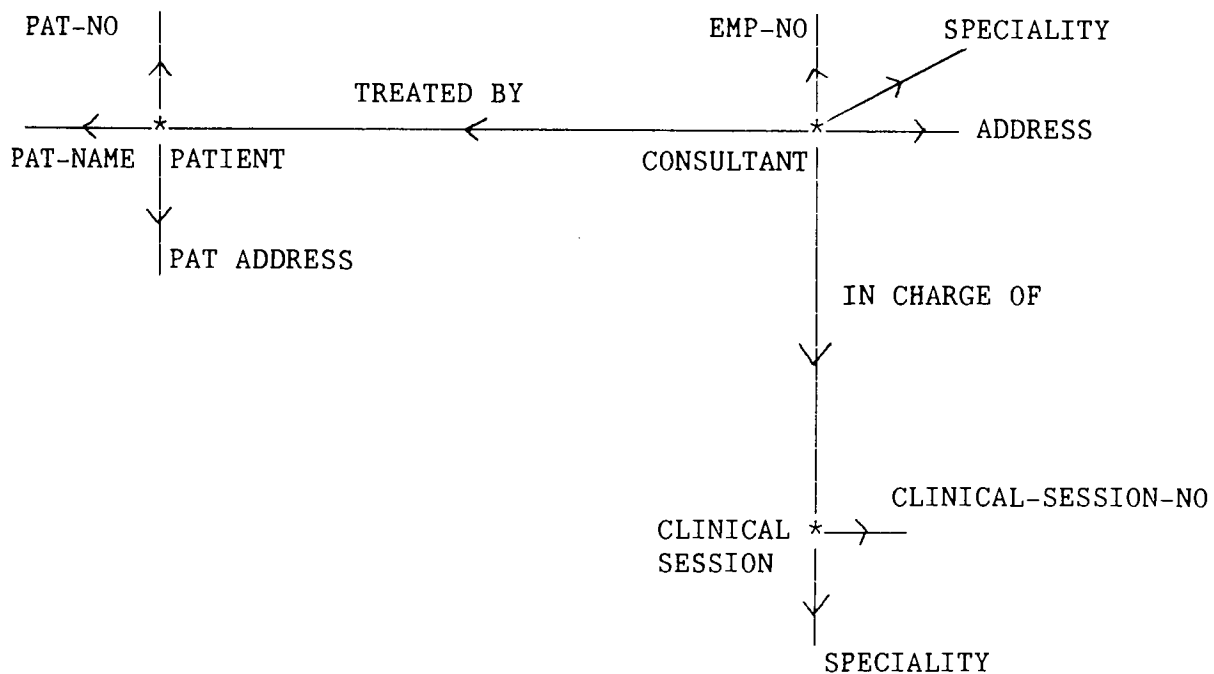 PAT-NO
EMP-NO
SPECIALITY
TREATED BY
*
*
ADDRESS
PAT-NAME
PATIENT
CONSULTANT
PAT ADDRESS
IN CHARGE OF
CLINICAL-SESSION-NO
CLINICAL *
SESSION
SPECIALITY